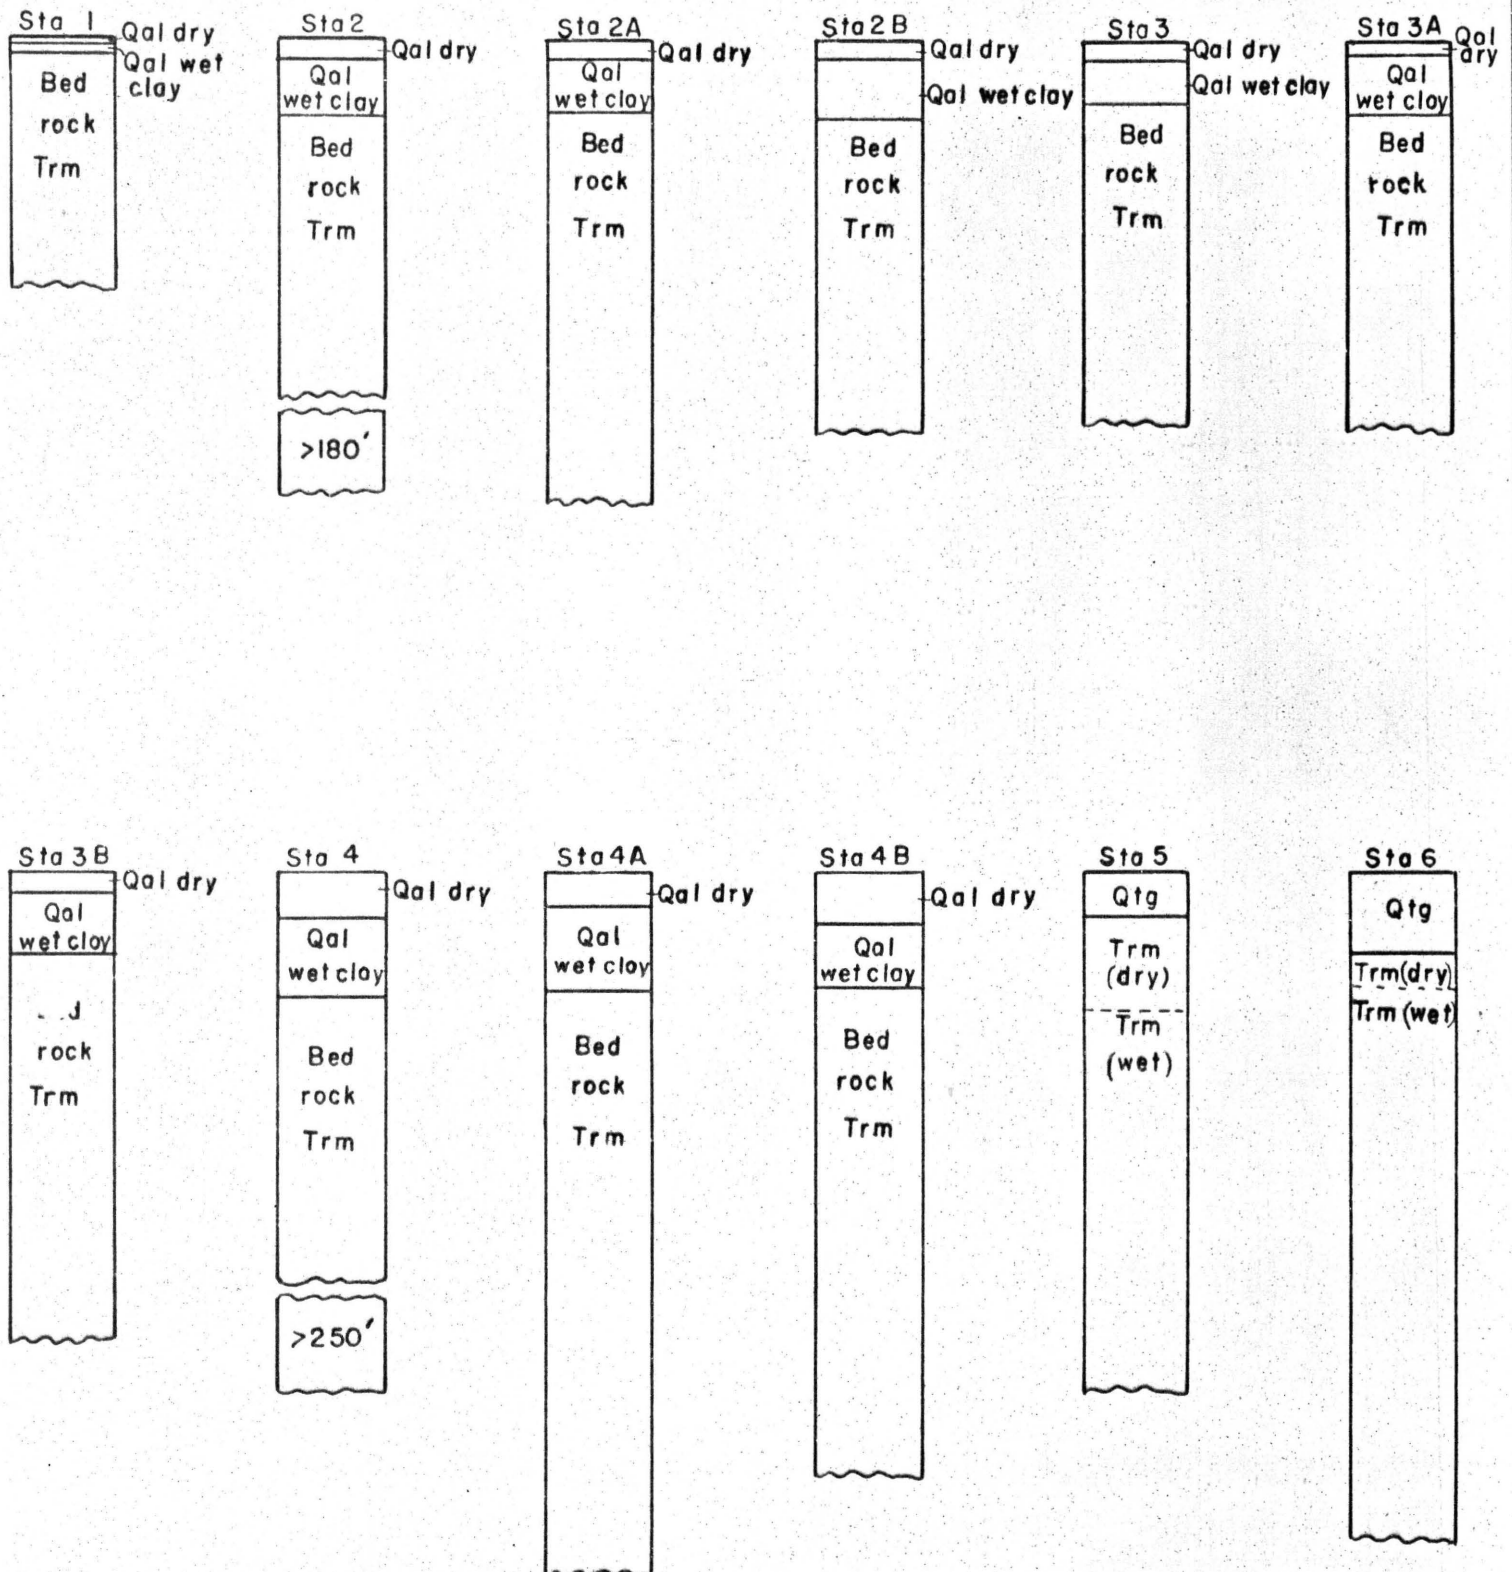 Sta 1
Qal dry
Qal wet
clay
Bed
rock
Trm
Sta 2
Qal dry
Qal
wet clay
Bed
rock
Trm
>180'
Sta 2A
Qal dry
Qal
wet clay
Bed
rock
Trm
Sta 2B
Qal dry
Qal wet clay
Bed
rock
Trm
Sta 3
Qal dry
Qal wet clay
Bed
rock
Trm
Sta 3A
Qal
dry
Qal
wet clay
Bed
rock
Trm
Sta 3B
Qal dry
Qal
wet clay
rock
Trm
Sta 4
Qal dry
Qal
wet clay
Bed
rock
Trm
>250'
Sta 4A
Qal dry
Qal
wet clay
Bed
rock
Trm
Sta 4B
Qal dry
Qal
wet clay
Bed
rock
Trm
Sta 5
Qtg
Trm
(dry)
Trm
(wet)
Sta 6
Qtg
Trm(dry)
Trm (wet)